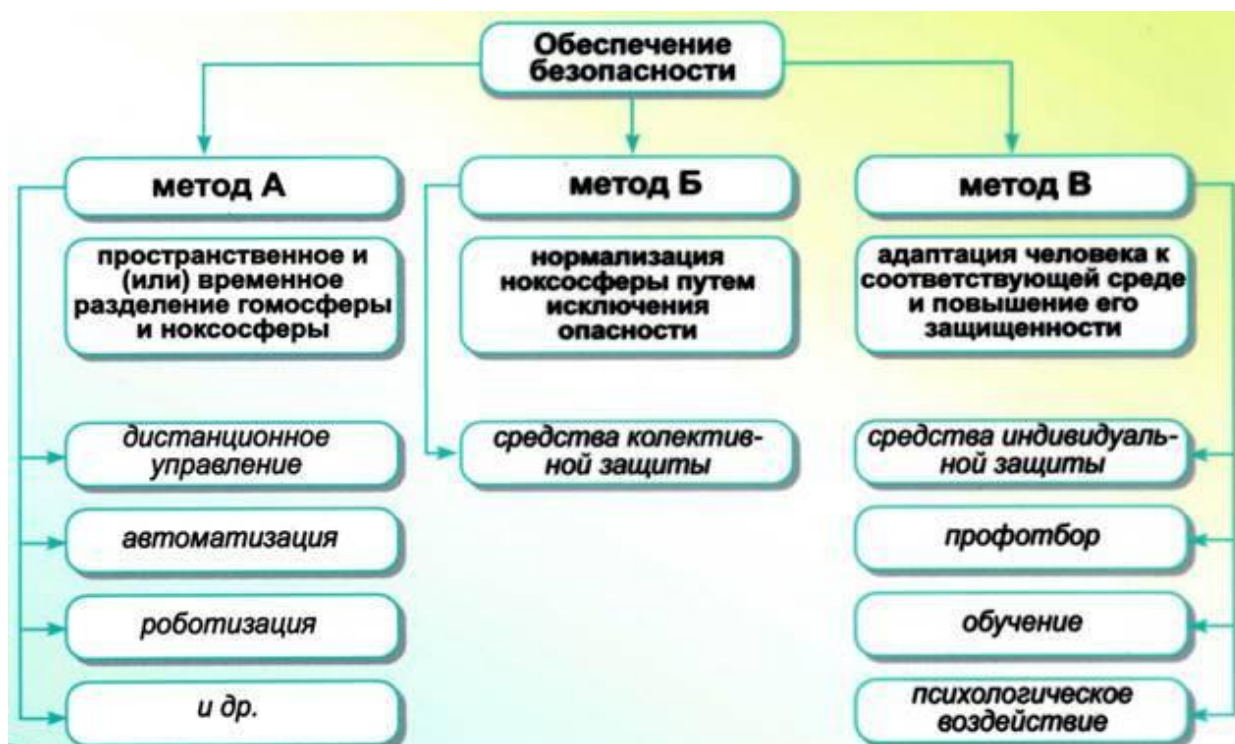 Обеспечение
безопасности
метод А
метод Б
метод В
пространственное и
(или) временное
разделение гомосферы
и ноксосферы
нормализация
ноксосферы путем
исключения
опасности
адаптация человека к
соответствующей среде
и повышение его
защищенности
дистанционное
управление
автоматизация
роботизация
и др.
средства колектив-
ной защиты
средства индивидуаль-
ной защиты
профотбор
обучение
психологическое
воздействие